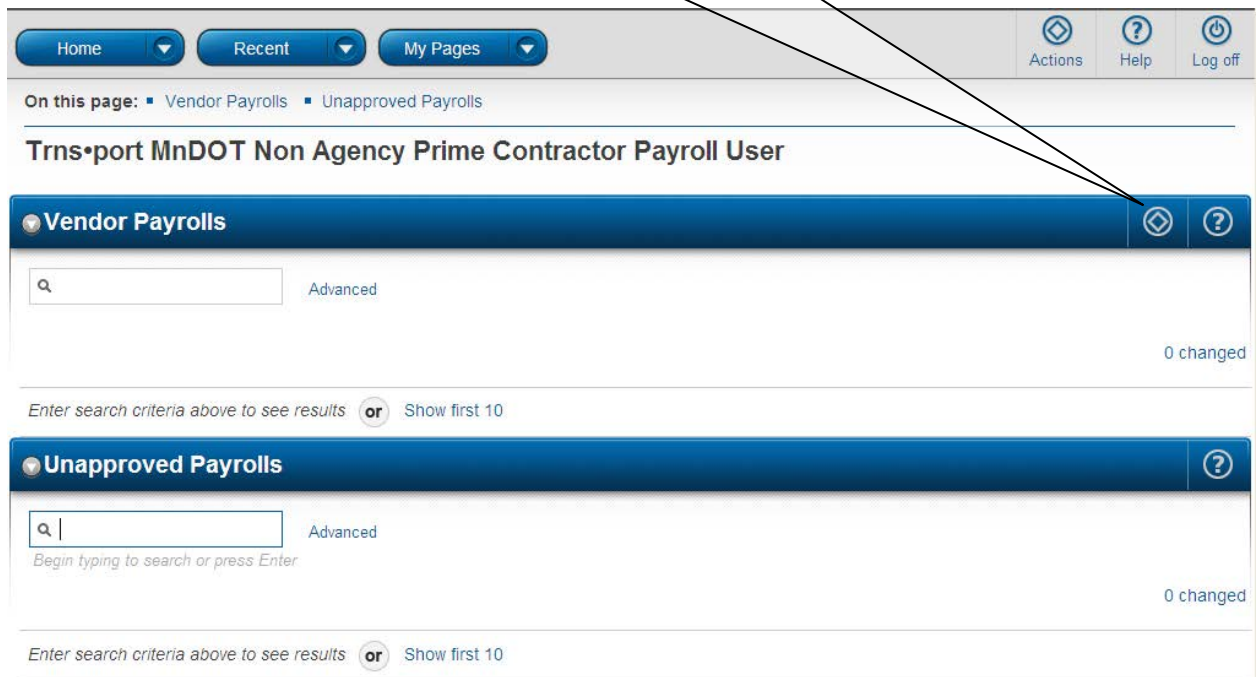 Home Recent My Pages Actions Help Log off
On this page: ▪ Vendor Payrolls ▪ Unapproved Payrolls
Trns•port MnDOT Non Agency Prime Contractor Payroll User
Vendor Payrolls
Advanced
0 changed
Enter search criteria above to see results or Show first 10
Unapproved Payrolls
Advanced
Begin typing to search or press Enter
0 changed
Enter search criteria above to see results or Show first 10